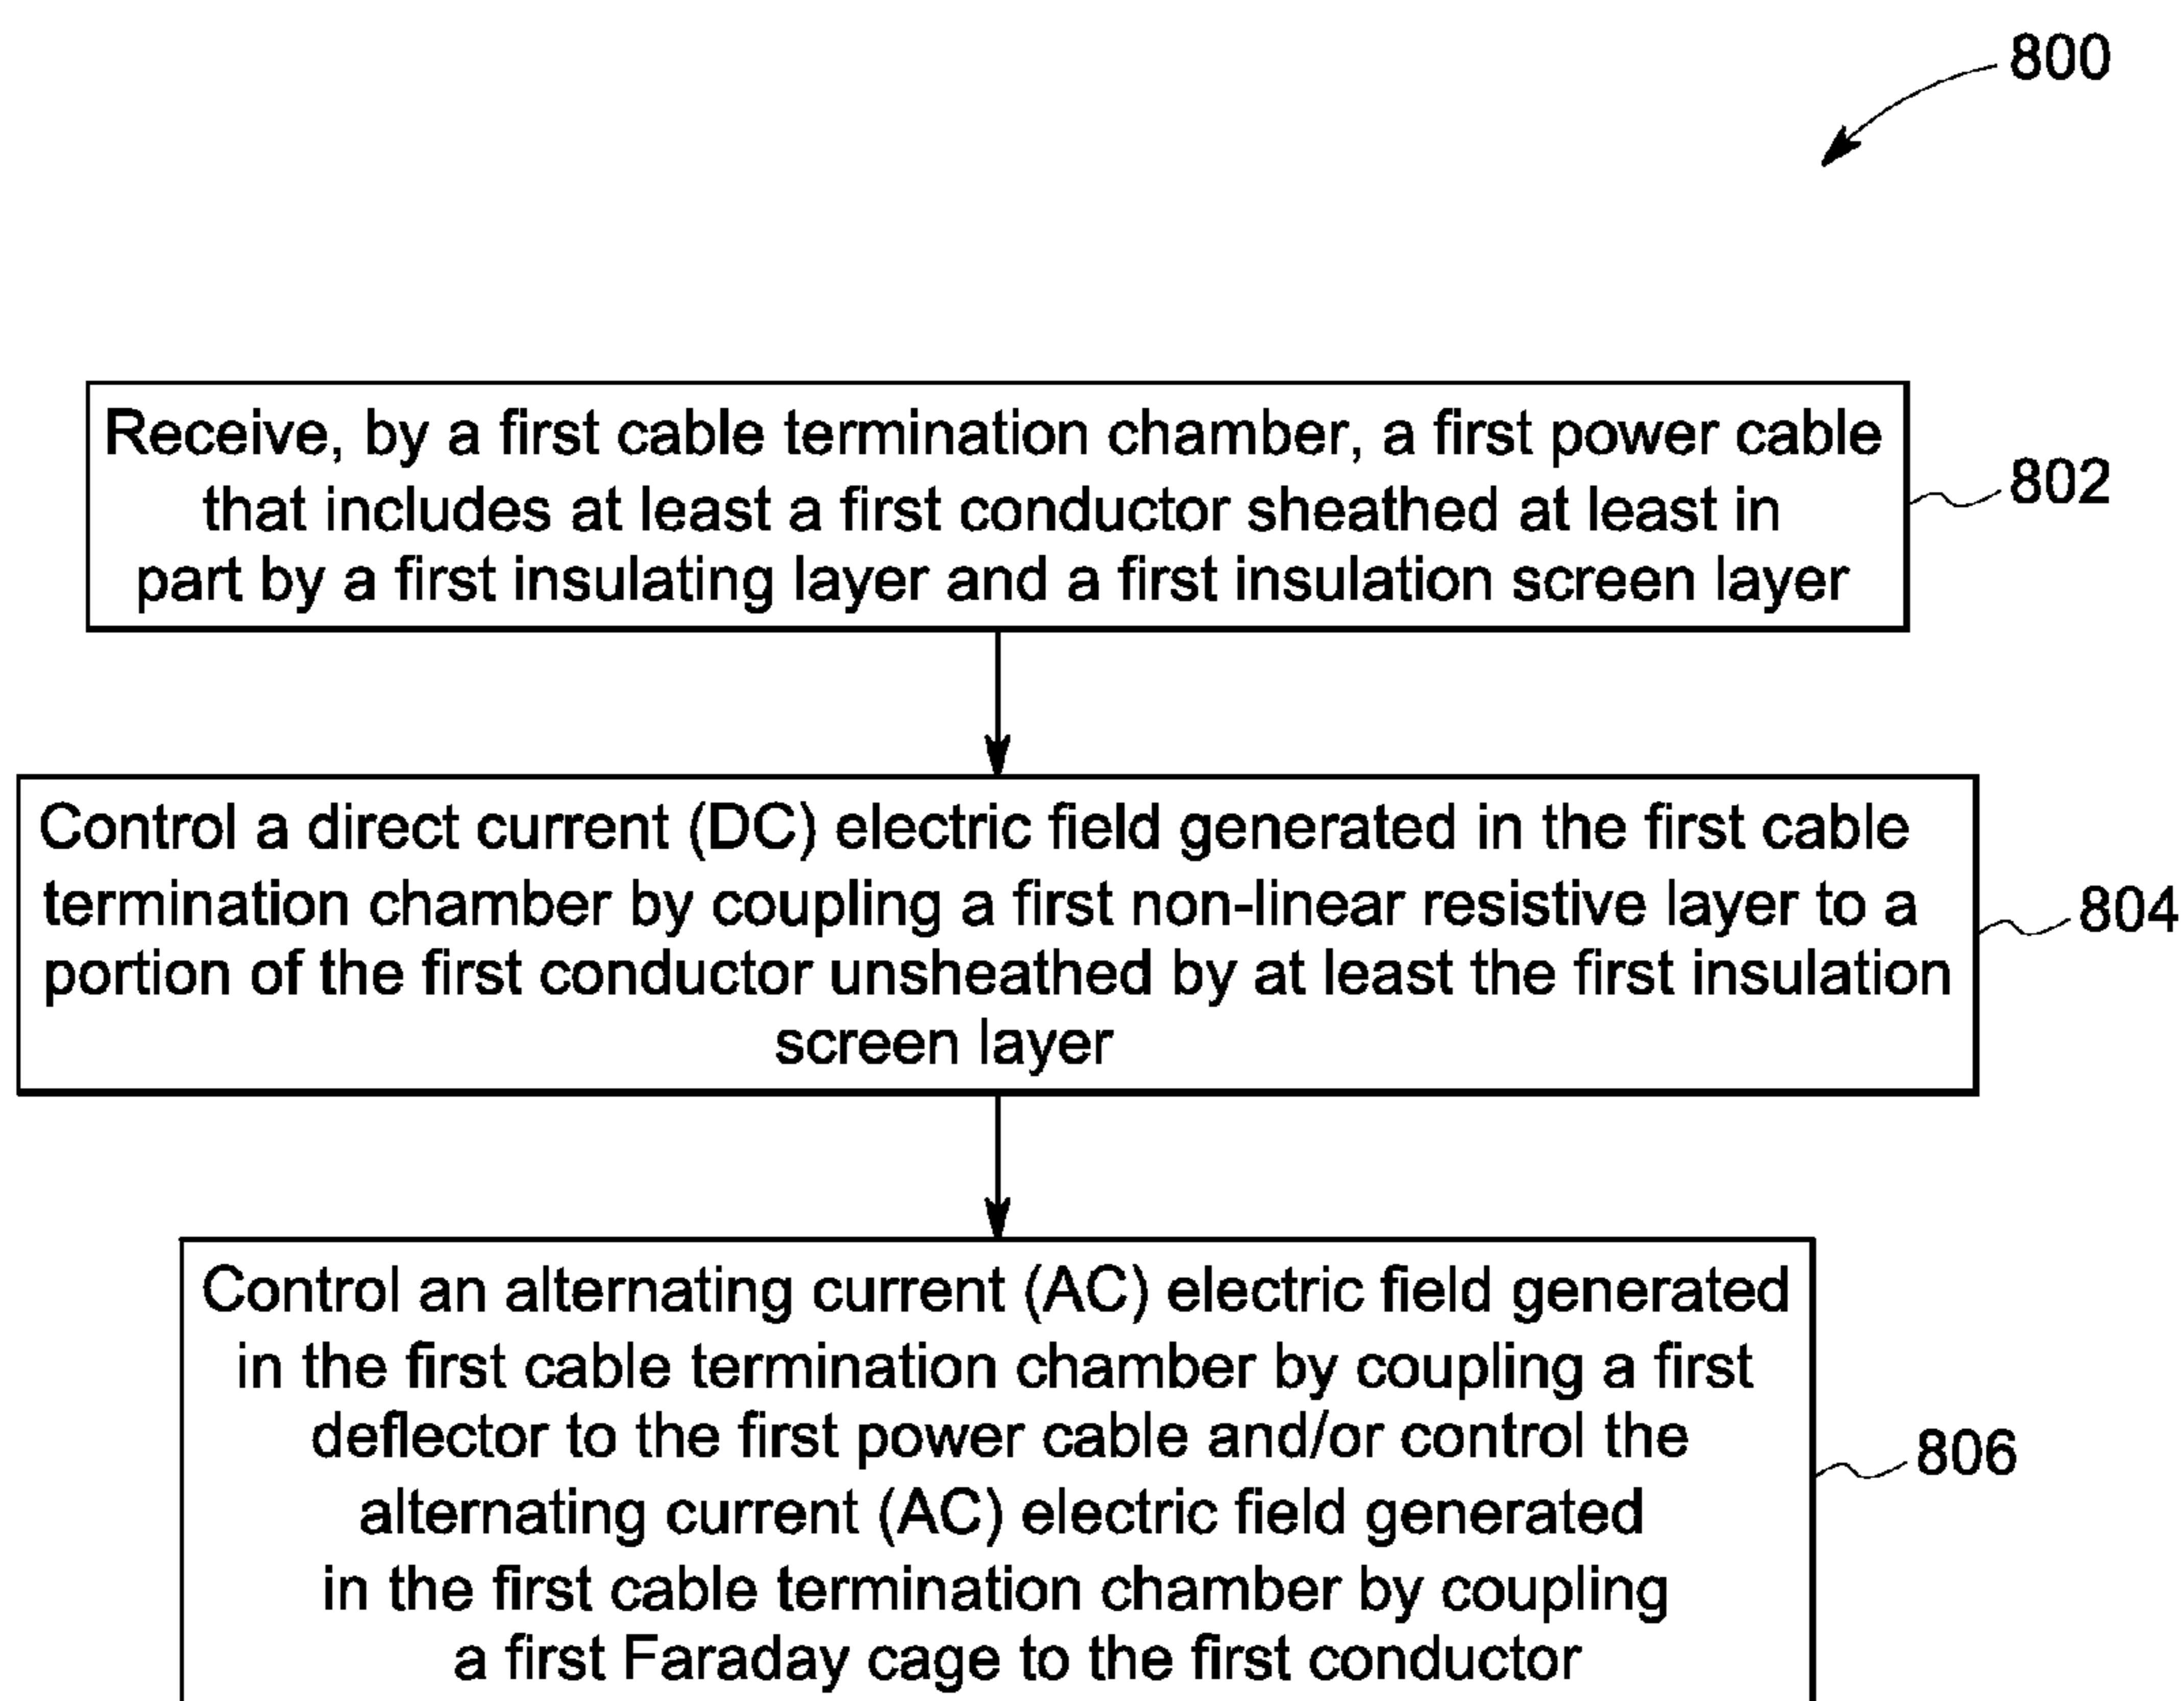 800
Receive, by a first cable termination chamber, a first power cable
that includes at least a first conductor sheathed at least in
part by a first insulating layer and a first insulation screen layer
802
Control a direct current (DC) electric field generated in the first cable
termination chamber by coupling a first non-linear resistive layer to a
portion of the first conductor unsheathed by at least the first insulation
screen layer
804
Control an alternating current (AC) electric field generated
in the first cable termination chamber by coupling a first
deflector to the first power cable and/or control the
alternating current (AC) electric field generated
in the first cable termination chamber by coupling
a first Faraday cage to the first conductor
806